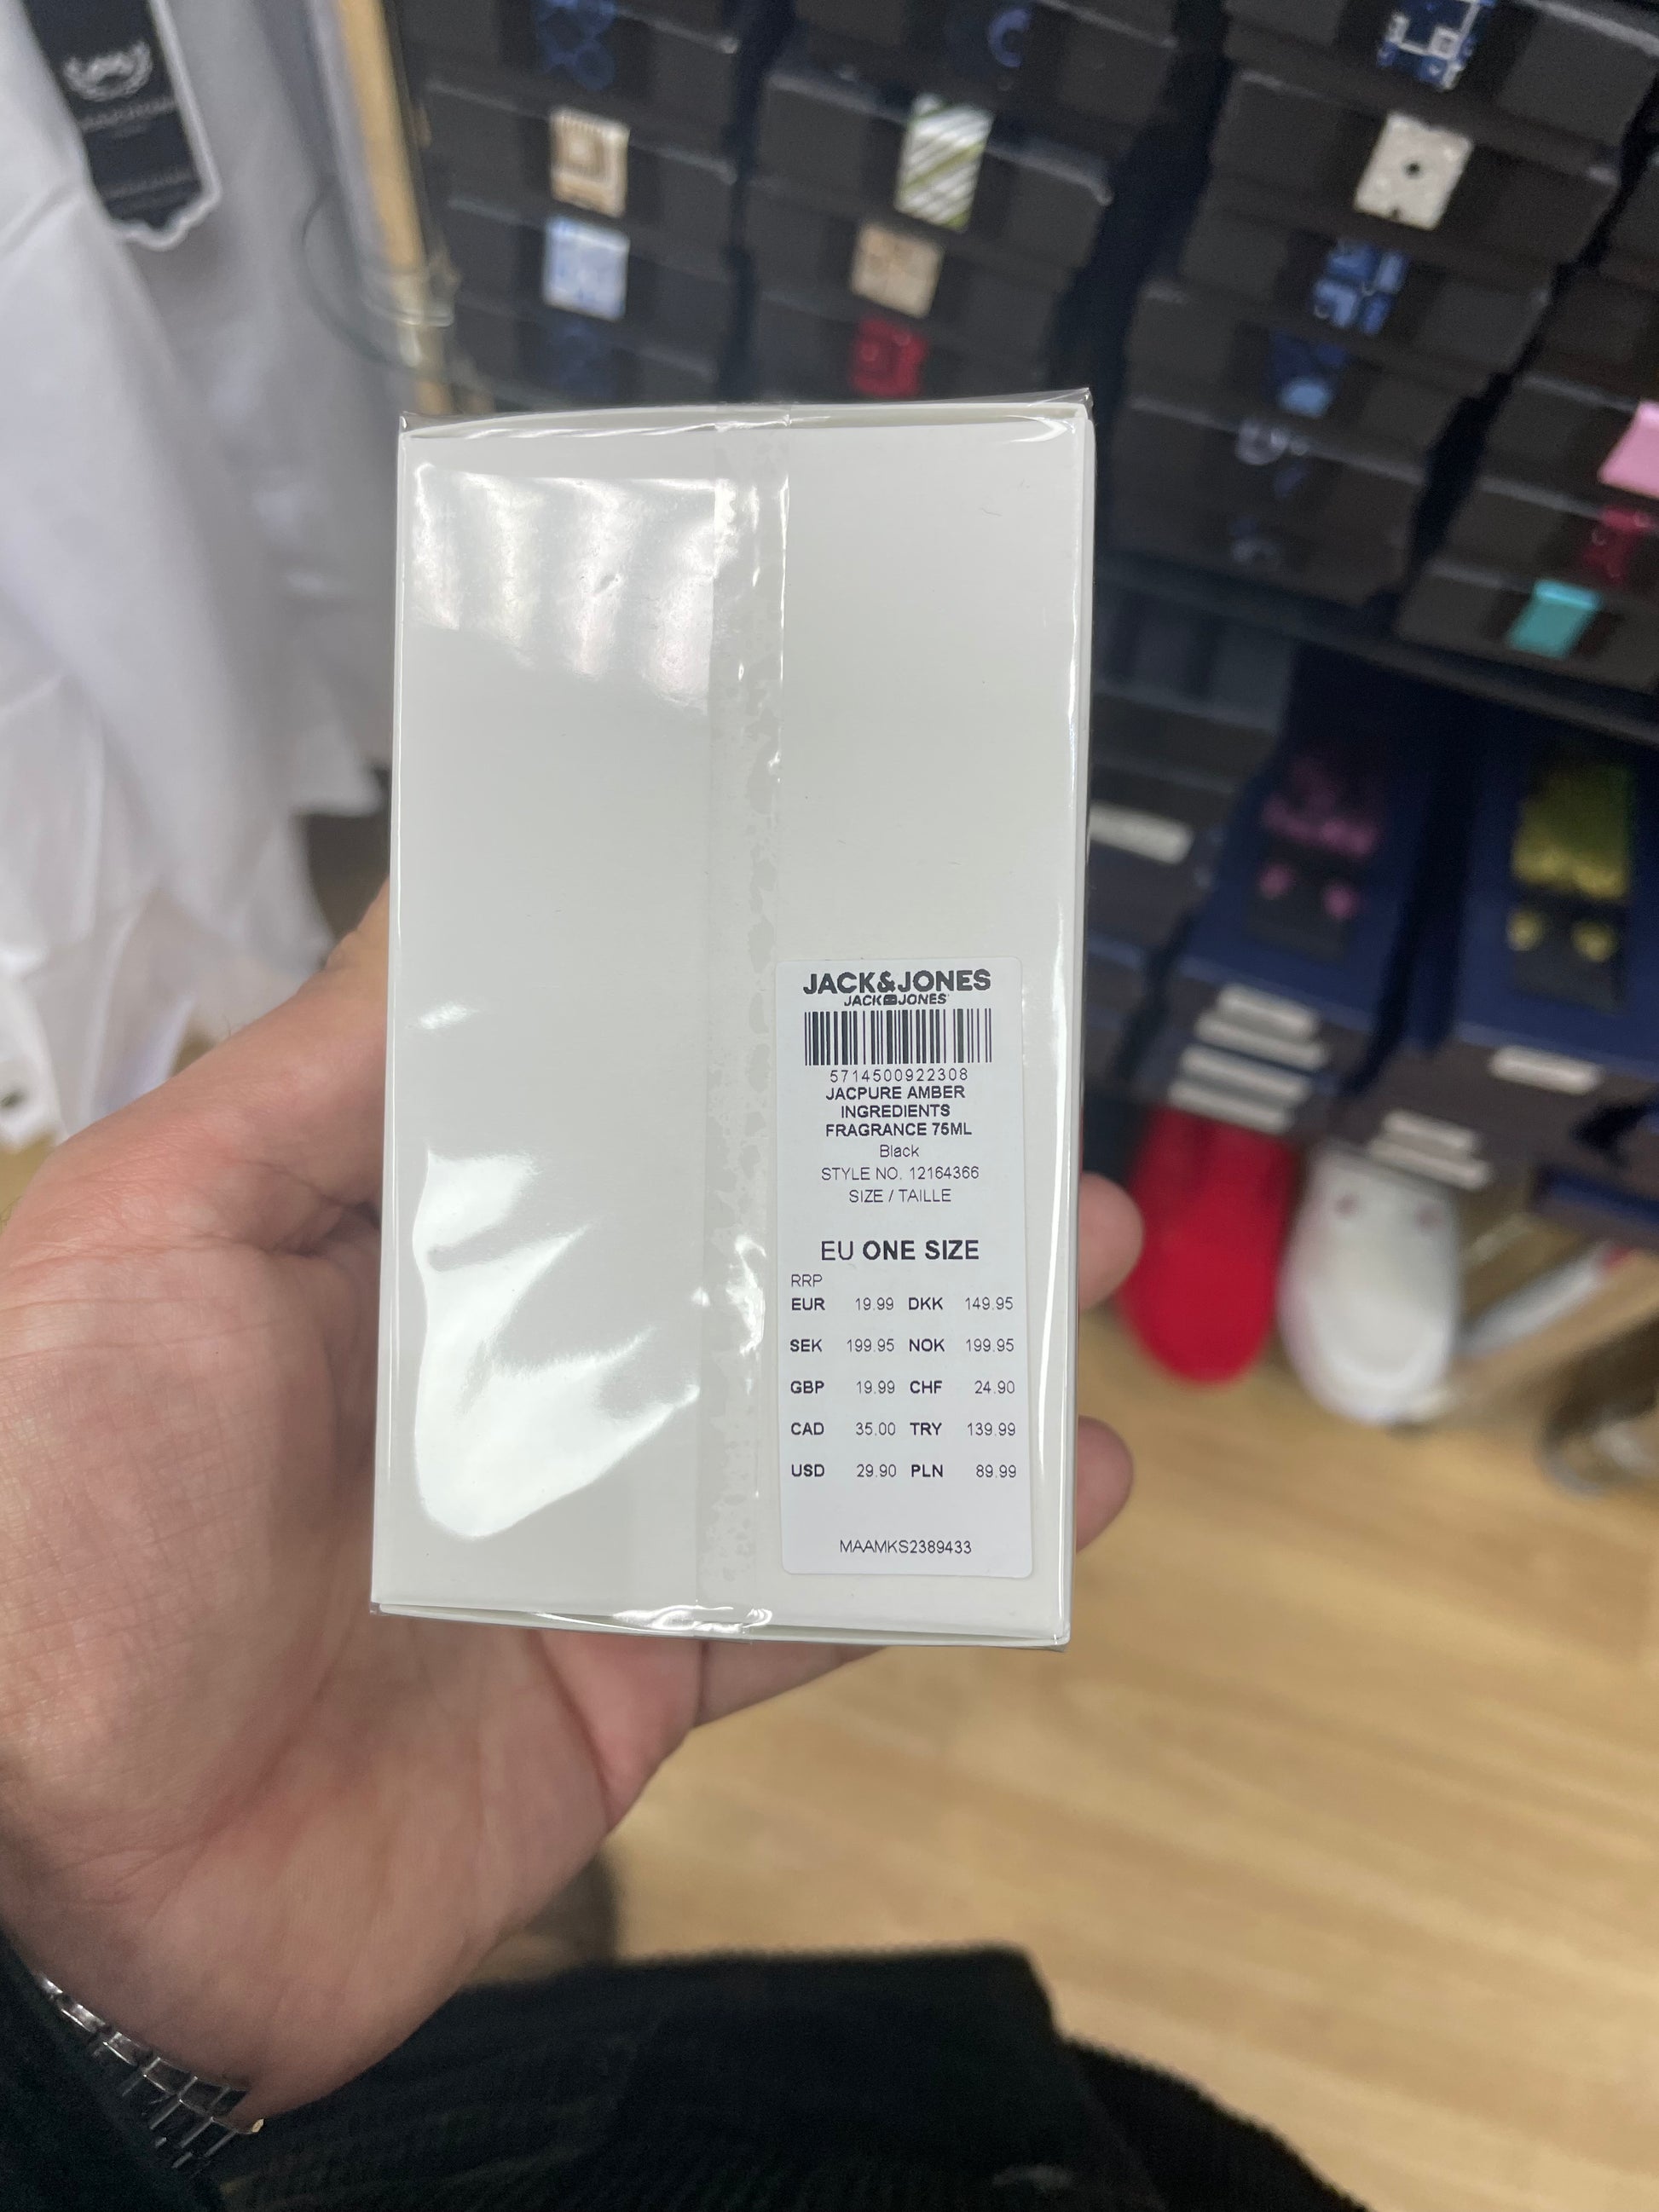 JACK&JONES
JACK&JONES
5714500922308
JACPURE AMBER
INGREDIENTS
FRAGRANCE 75ML
Black
STYLE NO. 12164366
SIZE / TAILLE
EU ONE SIZE
RRP
EUR 19.99 DKK 149.95
SEK 199.95 NOK 199.95
GBP 19.99 CHF 24.90
CAD 35.00 TRY 139.99
USD 29.90 PLN 89.99
MAAMKS2389433